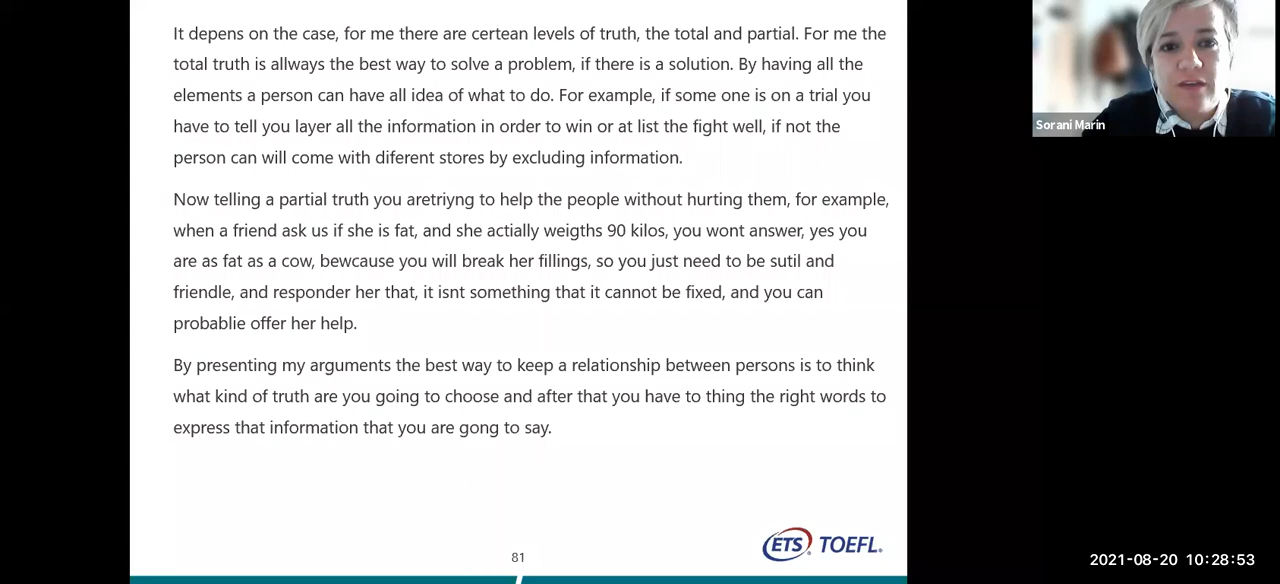 It depens on the case, for me there are certean levels of truth, the total and partial. For me the
total truth is allways the best way to solve a problem, if there is a solution. By having all the
elements a person can have all idea of what to do. For example, if some one is on a trial you
have to tell you layer all the information in order to win or at list the fight well, if not the
person can will come with diferent stores by excluding information.
Now telling a partial truth you aretriyng to help the people without hurting them, for example,
when a friend ask us if she is fat, and she actially weigths 90 kilos, you wont answer, yes you
are as fat as a cow, bewcause you will break her fillings, so you just need to be sutil and
friendle, and responder her that, it isnt something that it cannot be fixed, and you can
probablie offer her help.
By presenting my arguments the best way to keep a relationship between persons is to think
what kind of truth are you going to choose and after that you have to thing the right words to
express that information that you are gong to say.
81
ETS TOEFL
Sorani Marin
2021-08-20 10:28:53